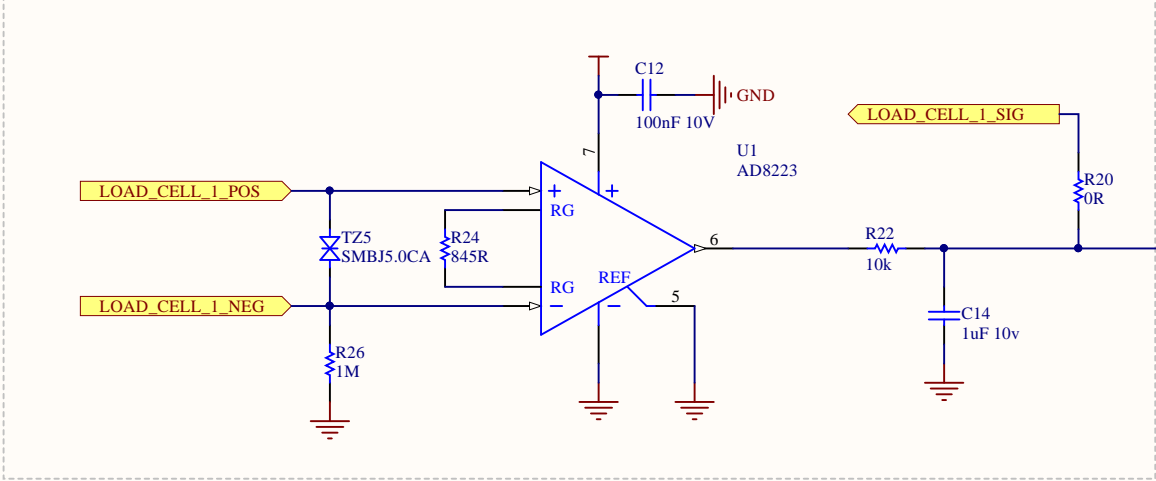 C12
GND
100nF 10V
LOAD_CELL_1_SIG
7
U1
AD8223
LOAD_CELL_1_POS
+
+
R20
0R
RG
TZ5
SMBJ5.0CA
R24
845R
6
R22
10k
REF
RG
5
LOAD_CELL_1_NEG
−
−
C14
1uF 10v
R26
1M